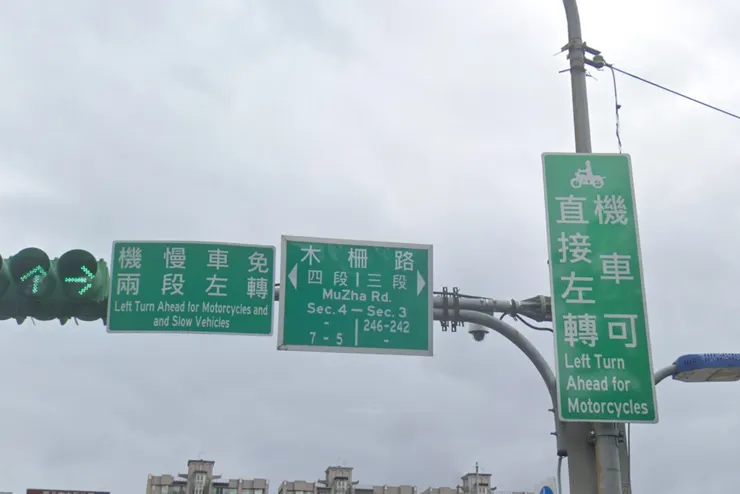 機慢車免
兩段左轉
Left Turn Ahead for Motorcycles and
and Slow Vehicles
木柵路
四段 | 三段
MuZha Rd.
Sec. 4 — Sec. 3
- | 246-242
7 - 5 | -
機車可
直接左轉
Left Turn
Ahead for
Motorcycles